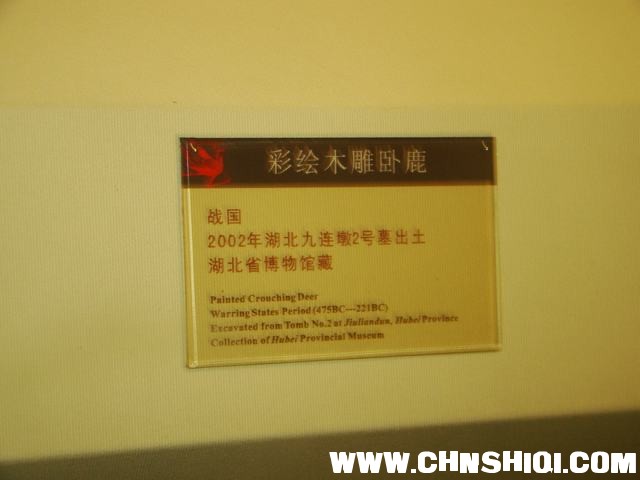 彩绘木雕卧鹿
战国
2002年湖北九连墩2号墓出土
湖北省博物馆藏
Painted Crouching Deer
Warring States Period (475BC---221BC)
Excavated from Tomb No.2 at Jiuliandun, Hubei Province
Collection of Hubei Provincial Museum
WWW.CHNSHIQI.COM